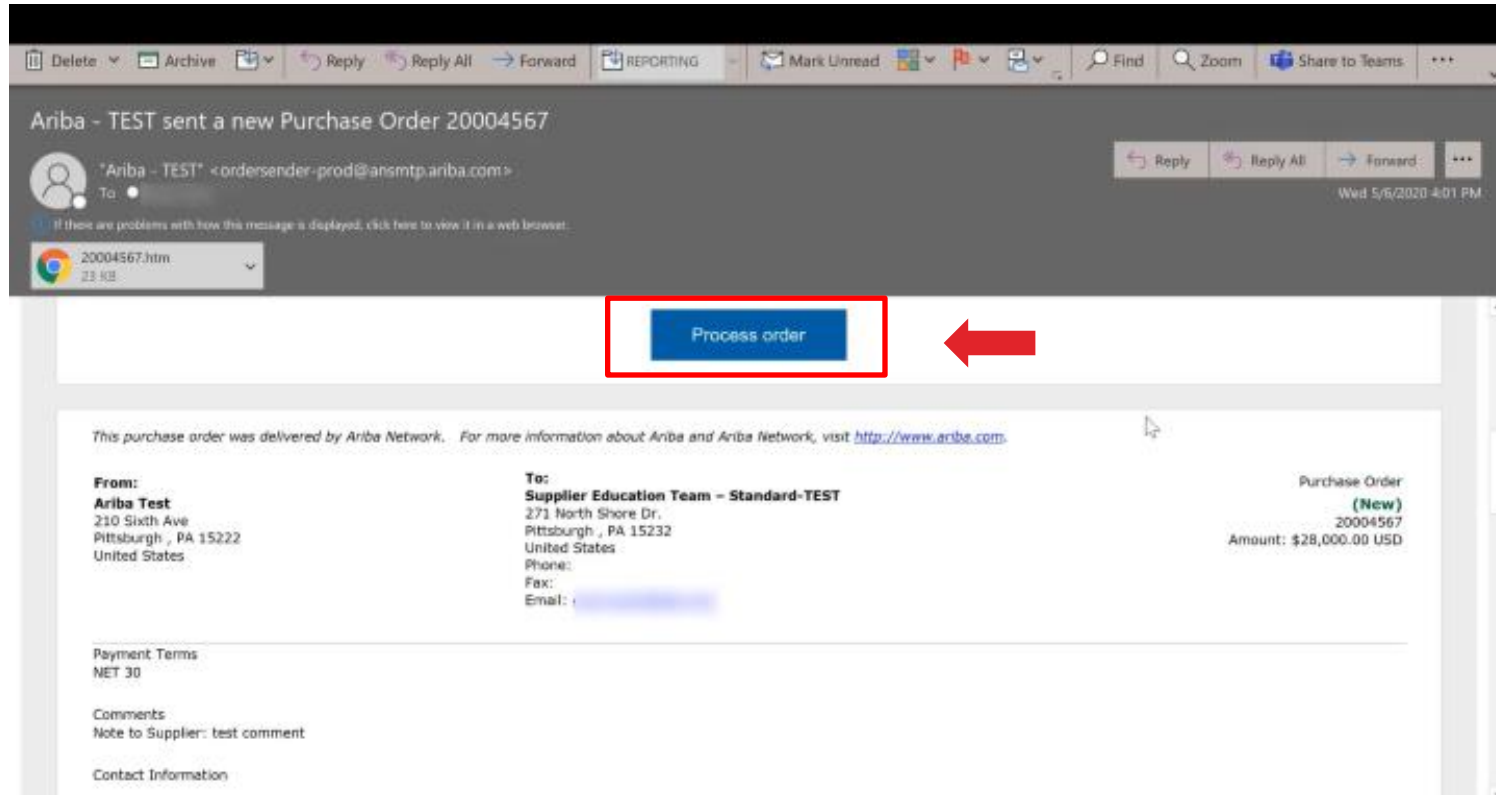 Delete Archive Reply Reply All Forward REPORTING Mark Unread Find Zoom Share to Teams ...
Ariba - TEST sent a new Purchase Order 20004567
"Ariba - TEST" <ordersender-prod@ansmtp.ariba.com>
To
Reply Reply All Forward ...
Wed 5/6/2020 4:01 PM
If there are problems with how this message is displayed, click here to view it in a web browser.
20004567.htm
23 KB
Process order
This purchase order was delivered by Ariba Network. For more information about Ariba and Ariba Network, visit http://www.ariba.com.
From:
Ariba Test
210 Sixth Ave
Pittsburgh , PA 15222
United States
To:
Supplier Education Team – Standard-TEST
271 North Shore Dr.
Pittsburgh , PA 15232
United States
Phone:
Fax:
Email:
Purchase Order
(New)
20004567
Amount: $28,000.00 USD
Payment Terms
NET 30
Comments
Note to Supplier: test comment
Contact Information